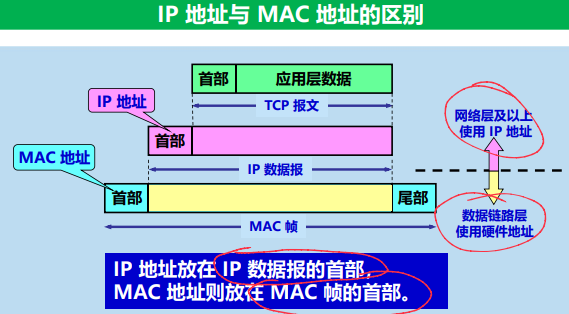 IP 地址与 MAC 地址的区别
首部 应用层数据
TCP 报文
IP 地址
首部
IP 数据报
MAC 地址
首部 尾部
MAC 帧
网络层及以上
使用 IP 地址
数据链路层
使用硬件地址
IP 地址放在 IP 数据报的首部，
MAC 地址则放在 MAC 帧的首部。